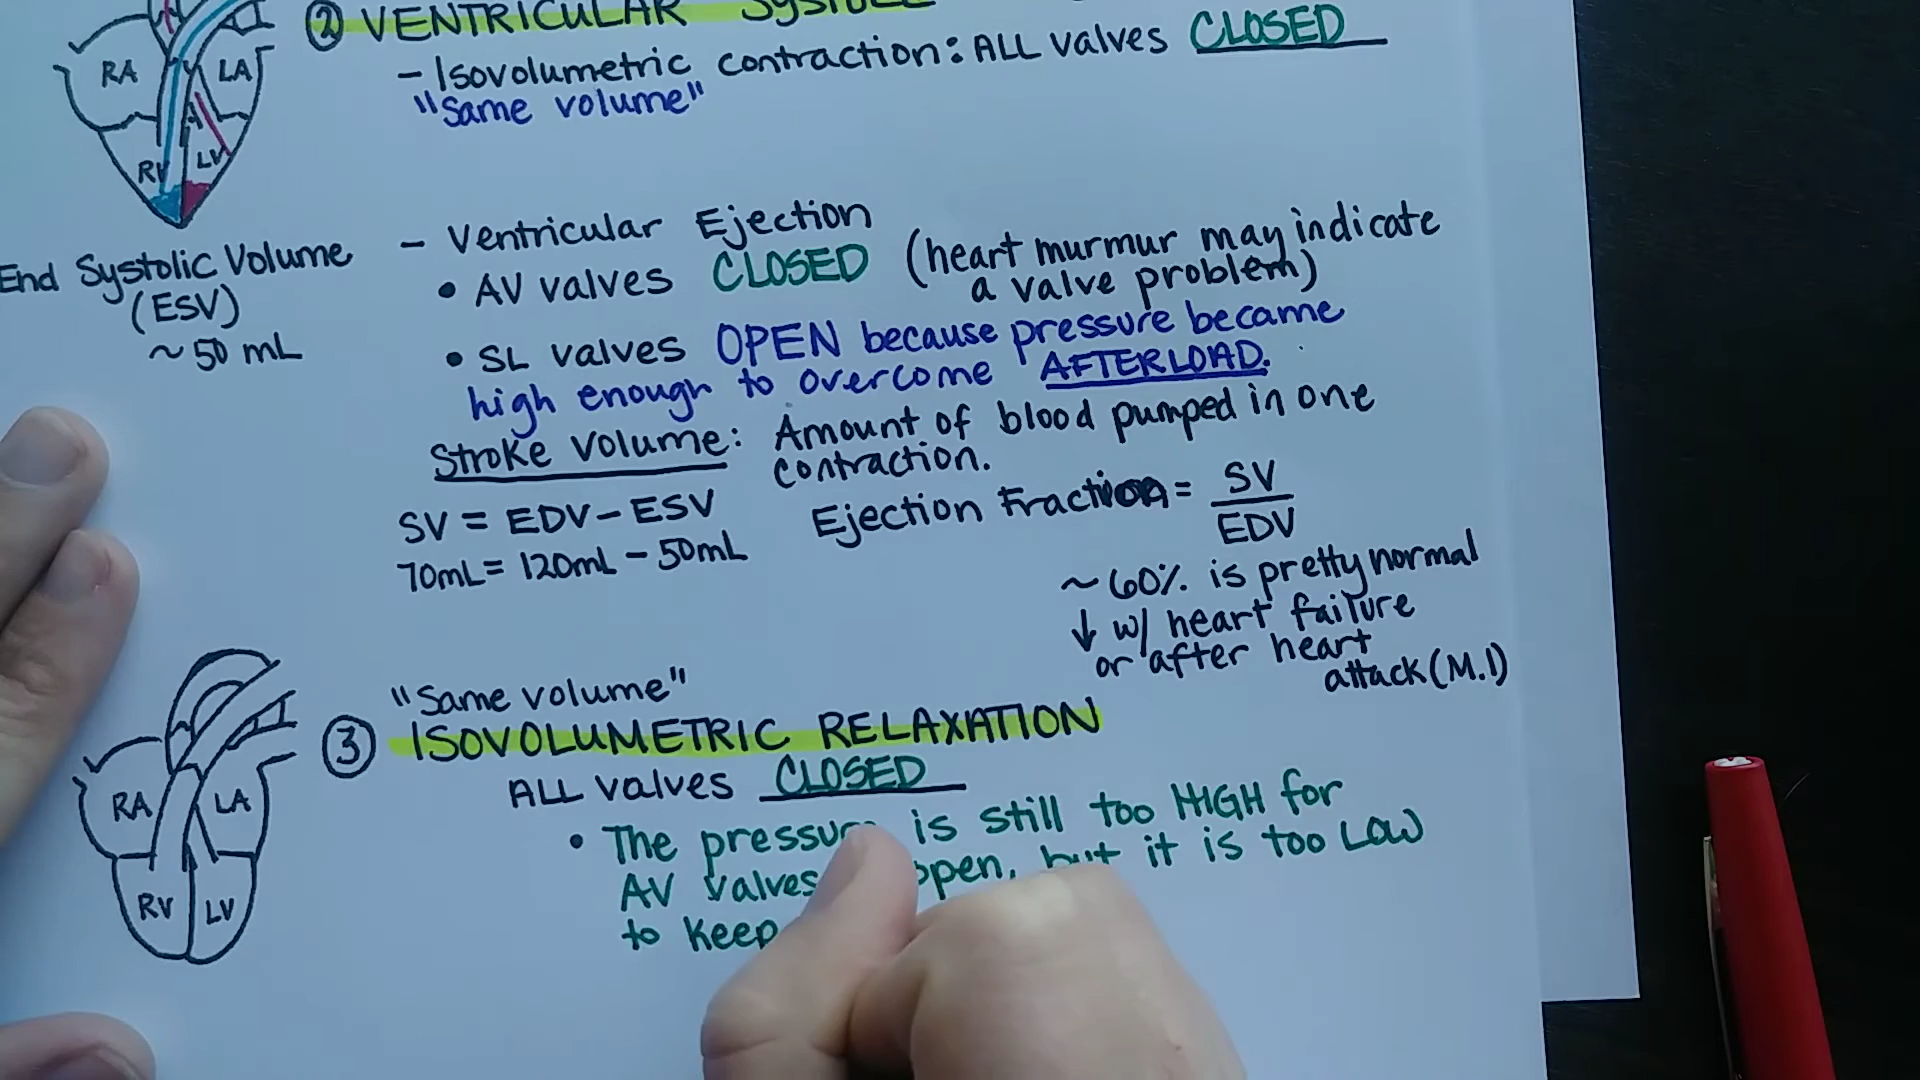 ② VENTRICULAR SYSTOLE
- Isovolumetric contraction: ALL valves CLOSED
"Same volume"
RA LA
RV LV
End Systolic Volume
(ESV)
~50 mL
- Ventricular Ejection
• AV valves CLOSED (heart murmur may indicate
a valve problem)
• SL valves OPEN because pressure became
high enough to overcome AFTERLOAD.
Stroke Volume: Amount of blood pumped in one
contraction.
SV = EDV - ESV
70mL = 120mL - 50mL
Ejection Fraction = SV
EDV
~60% is pretty normal
↓ w/ heart failure
or after heart
attack (M.I)
"Same volume"
③ ISOVOLUMETRIC RELAXATION
ALL valves CLOSED
RA LA
RV LV
• The pressure is still too HIGH for
AV valves open, but it is too LOW
to keep